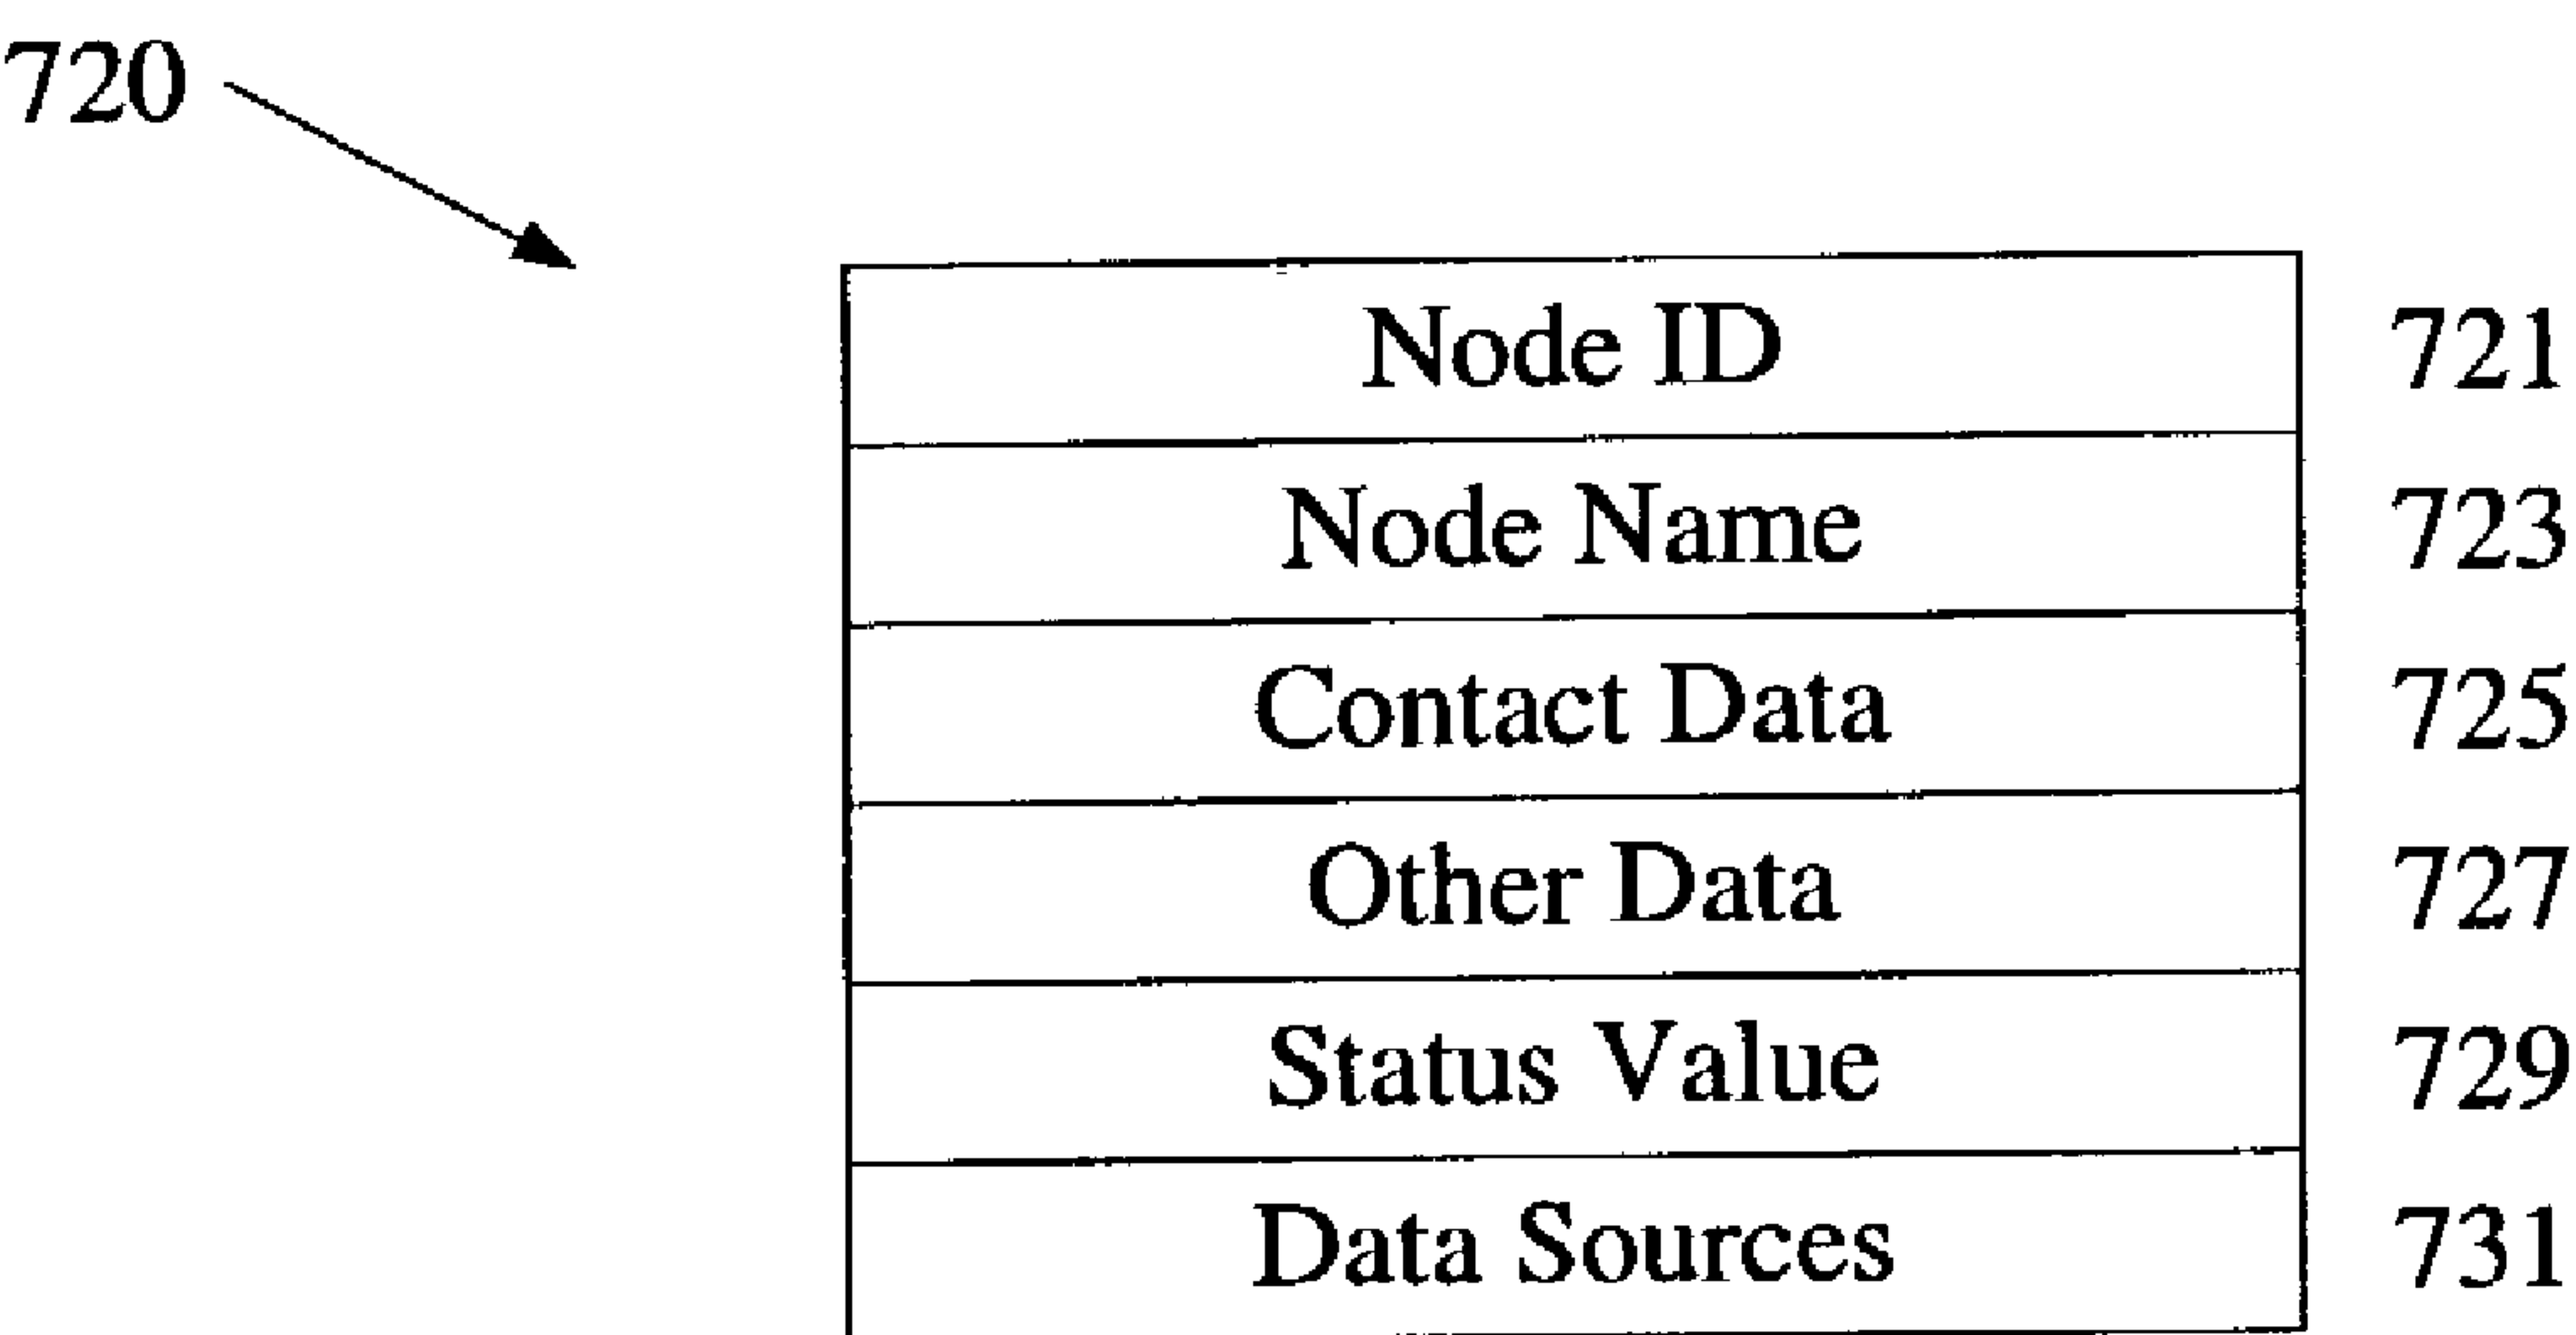 720
Node ID 721
Node Name 723
Contact Data 725
Other Data 727
Status Value 729
Data Sources 731